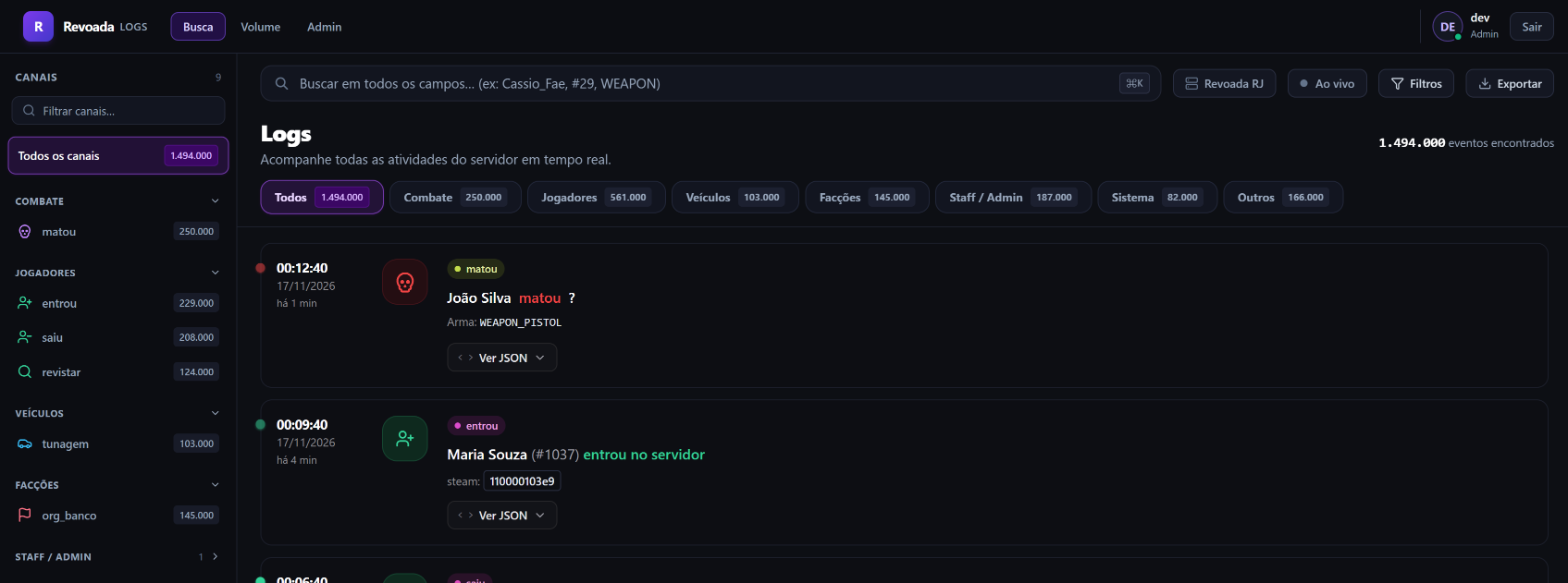 R Revoada LOGS Busca Volume Admin DE dev Admin Sair
CANAIS 9
Filtrar canais...
Todos os canais 1.494.000
COMBATE
matou 250.000
JOGADORES
entrou 229.000
saiu 208.000
revistar 124.000
VEÍCULOS
tunagem 103.000
FACÇÕES
org_banco 145.000
STAFF / ADMIN 1
Buscar em todos os campos... (ex: Cassio_Fae, #29, WEAPON) ⌘K Revoada RJ Ao vivo Filtros Exportar
Logs
Acompanhe todas as atividades do servidor em tempo real.
1.494.000 eventos encontrados
Todos 1.494.000 Combate 250.000 Jogadores 561.000 Veículos 103.000 Facções 145.000 Staff / Admin 187.000 Sistema 82.000 Outros 166.000
00:12:40
17/11/2026
há 1 min
matou
João Silva matou ?
Arma: WEAPON_PISTOL
< > Ver JSON
00:09:40
17/11/2026
há 4 min
entrou
Maria Souza (#1037) entrou no servidor
steam: 110000103e9
< > Ver JSON
00:06:40
saiu